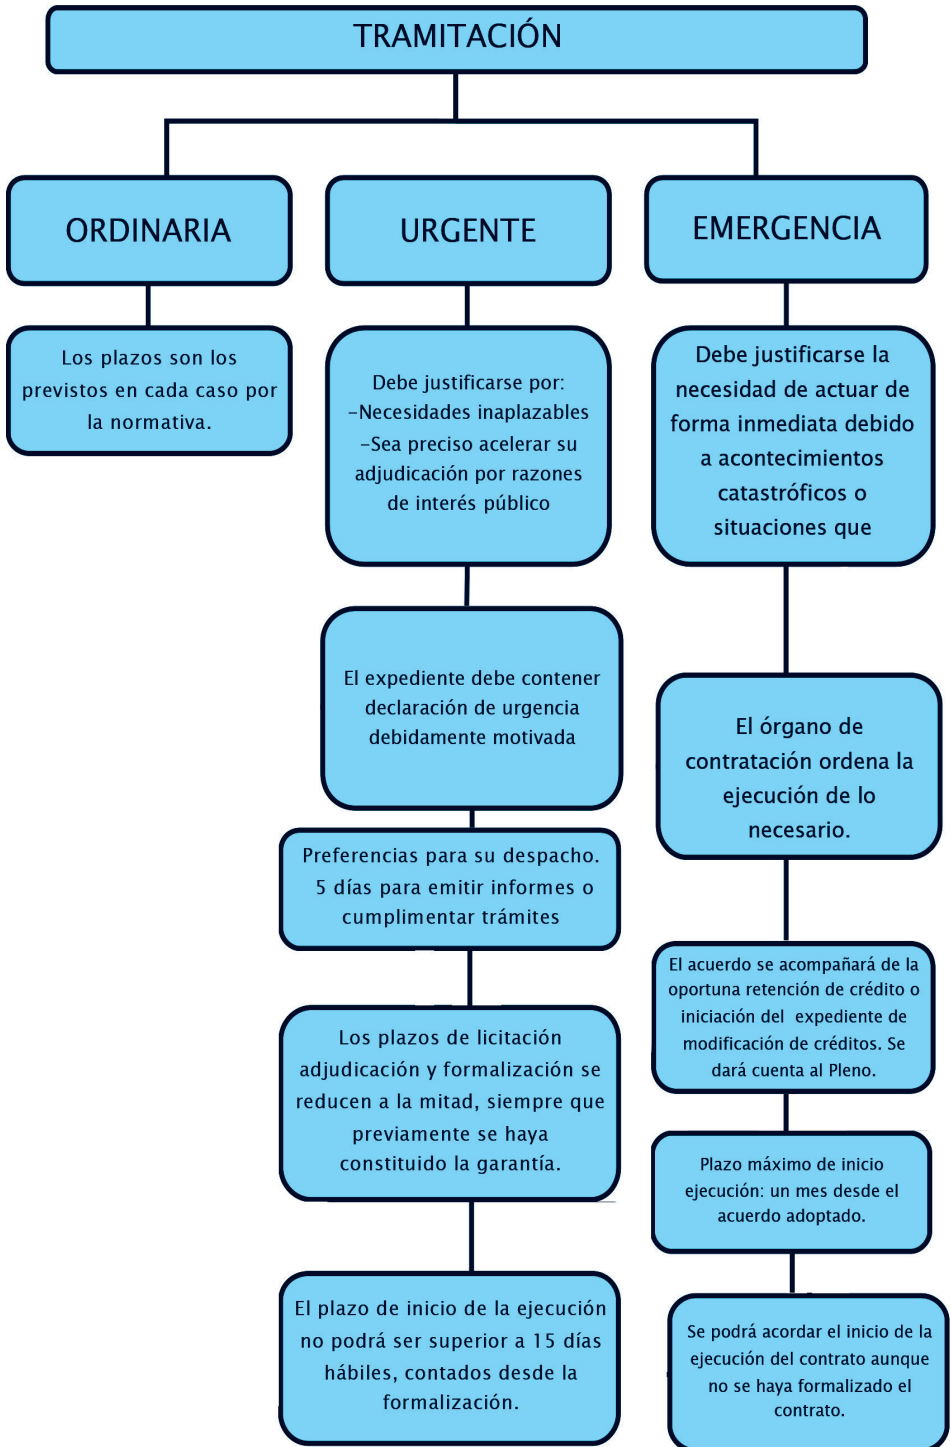 TRAMITACIÓN
ORDINARIA
Los plazos son los
previstos en cada caso por
la normativa.
URGENTE
Debe justificarse por:
-Necesidades inaplazables
-Sea preciso acelerar su
adjudicación por razones
de interés público
El expediente debe contener
declaración de urgencia
debidamente motivada
Preferencias para su despacho.
5 días para emitir informes o
cumplimentar trámites
Los plazos de licitación
adjudicación y formalización se
reducen a la mitad, siempre que
previamente se haya
constituido la garantía.
El plazo de inicio de la ejecución
no podrá ser superior a 15 días
hábiles, contados desde la
formalización.
EMERGENCIA
Debe justificarse la
necesidad de actuar de
forma inmediata debido
a acontecimientos
catastróficos o
situaciones que
El órgano de
contratación ordena la
ejecución de lo
necesario.
El acuerdo se acompañará de la
oportuna retención de crédito o
iniciación del expediente de
modificación de créditos. Se
dará cuenta al Pleno.
Plazo máximo de inicio
ejecución: un mes desde el
acuerdo adoptado.
Se podrá acordar el inicio de la
ejecución del contrato aunque
no se haya formalizado el
contrato.